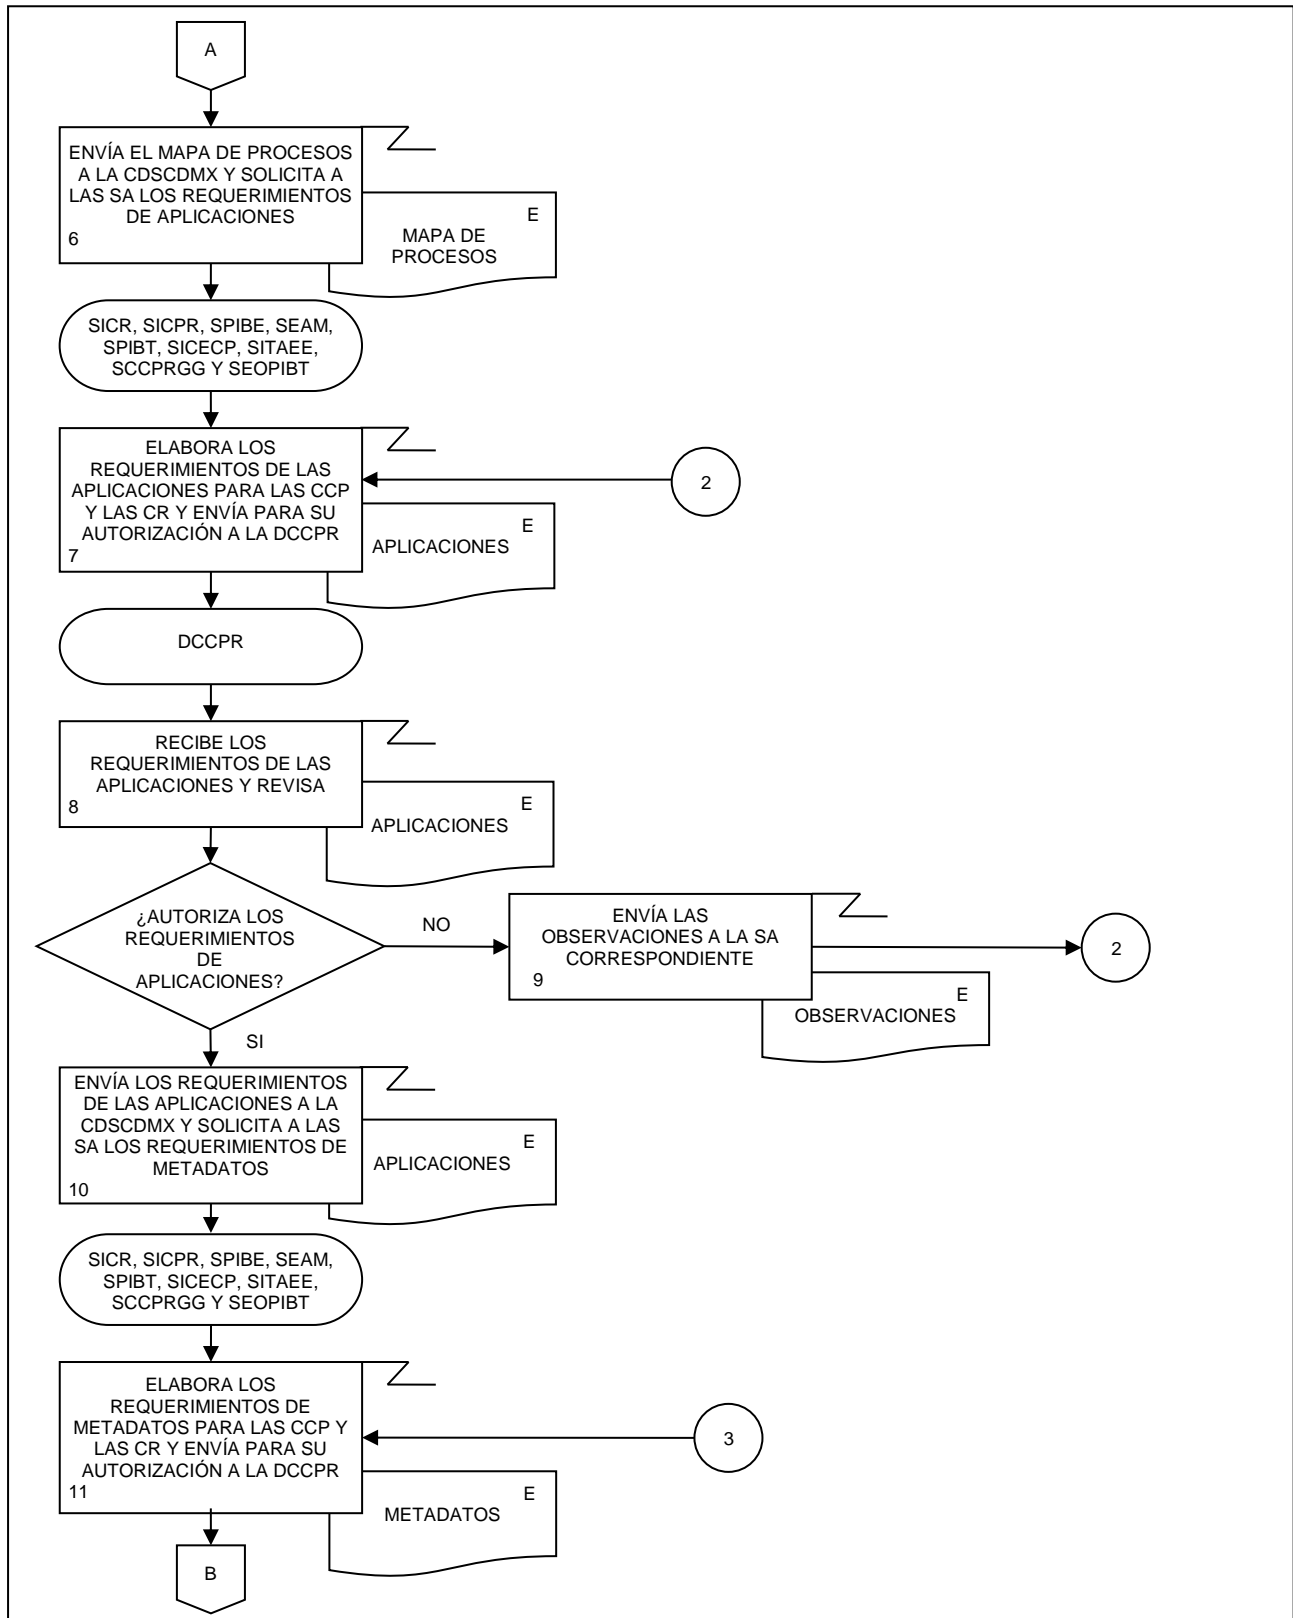 A
ENVÍA EL MAPA DE PROCESOS
A LA CDSCDMX Y SOLICITA A
LAS SA LOS REQUERIMIENTOS
DE APLICACIONES
6
E
MAPA DE
PROCESOS
SICR, SICPR, SPIBE, SEAM,
SPIBT, SICECP, SITAEE,
SCCPRGG Y SEOPIBT
ELABORA LOS
REQUERIMIENTOS DE LAS
APLICACIONES PARA LAS CCP
Y LAS CR Y ENVÍA PARA SU
AUTORIZACIÓN A LA DCCPR
7
2
E
APLICACIONES
DCCPR
RECIBE LOS
REQUERIMIENTOS DE LAS
APLICACIONES Y REVISA
8
E
APLICACIONES
¿AUTORIZA LOS
REQUERIMIENTOS
DE
APLICACIONES?
NO
ENVÍA LAS
OBSERVACIONES A LA SA
CORRESPONDIENTE
9
2
E
OBSERVACIONES
SI
ENVÍA LOS REQUERIMIENTOS
DE LAS APLICACIONES A LA
CDSCDMX Y SOLICITA A LAS
SA LOS REQUERIMIENTOS DE
METADATOS
10
E
APLICACIONES
SICR, SICPR, SPIBE, SEAM,
SPIBT, SICECP, SITAEE,
SCCPRGG Y SEOPIBT
ELABORA LOS
REQUERIMIENTOS DE
METADATOS PARA LAS CCP Y
LAS CR Y ENVÍA PARA SU
AUTORIZACIÓN A LA DCCPR
11
3
E
METADATOS
B